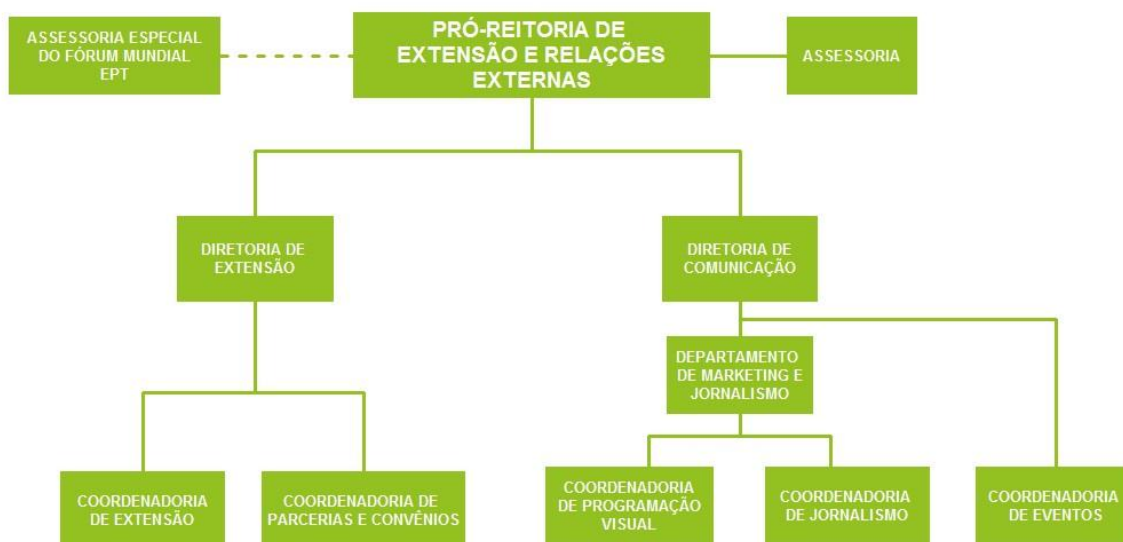 ASSESSORIA ESPECIAL
DO FÓRUM MUNDIAL
EPT
PRÓ-REITORIA DE
EXTENSÃO E RELAÇÕES
EXTERNAS
ASSESSORIA
DIRETORIA DE
EXTENSÃO
DIRETORIA DE
COMUNICAÇÃO
DEPARTAMENTO
DE MARKETING E
JORNALISMO
COORDENADORIA
DE EXTENSÃO
COORDENADORIA DE
PARCERIAS E CONVÊNIOS
COORDENADORIA
DE PROGRAMAÇÃO
VISUAL
COORDENADORIA
DE JORNALISMO
COORDENADORIA
DE EVENTOS